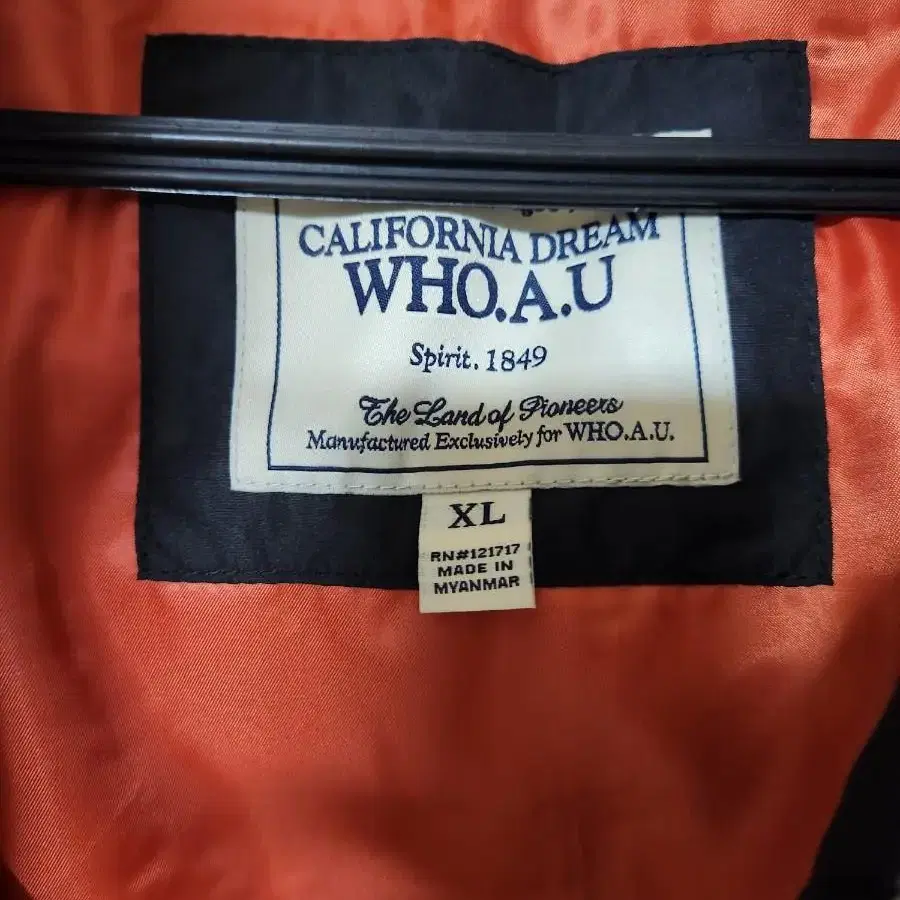 CALIFORNIA DREAM
WHO.A.U
Spirit. 1849
The Land of Pioneers
Manufactured Exclusively for WHO.A.U.
XL
RN#121717
MADE IN
MYANMAR